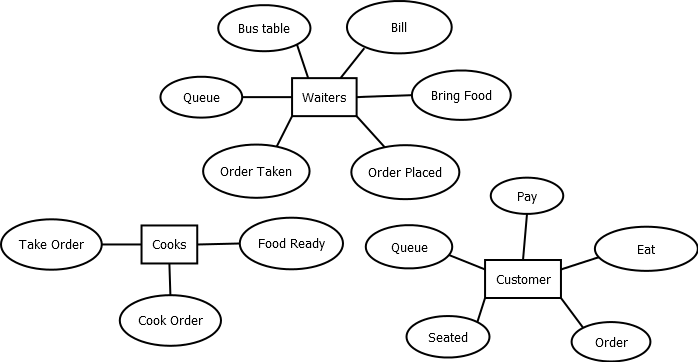 Bus table
Bill
Queue
Waiters
Bring Food
Order Taken
Order Placed
Pay
Take Order
Cooks
Food Ready
Queue
Eat
Customer
Cook Order
Seated
Order